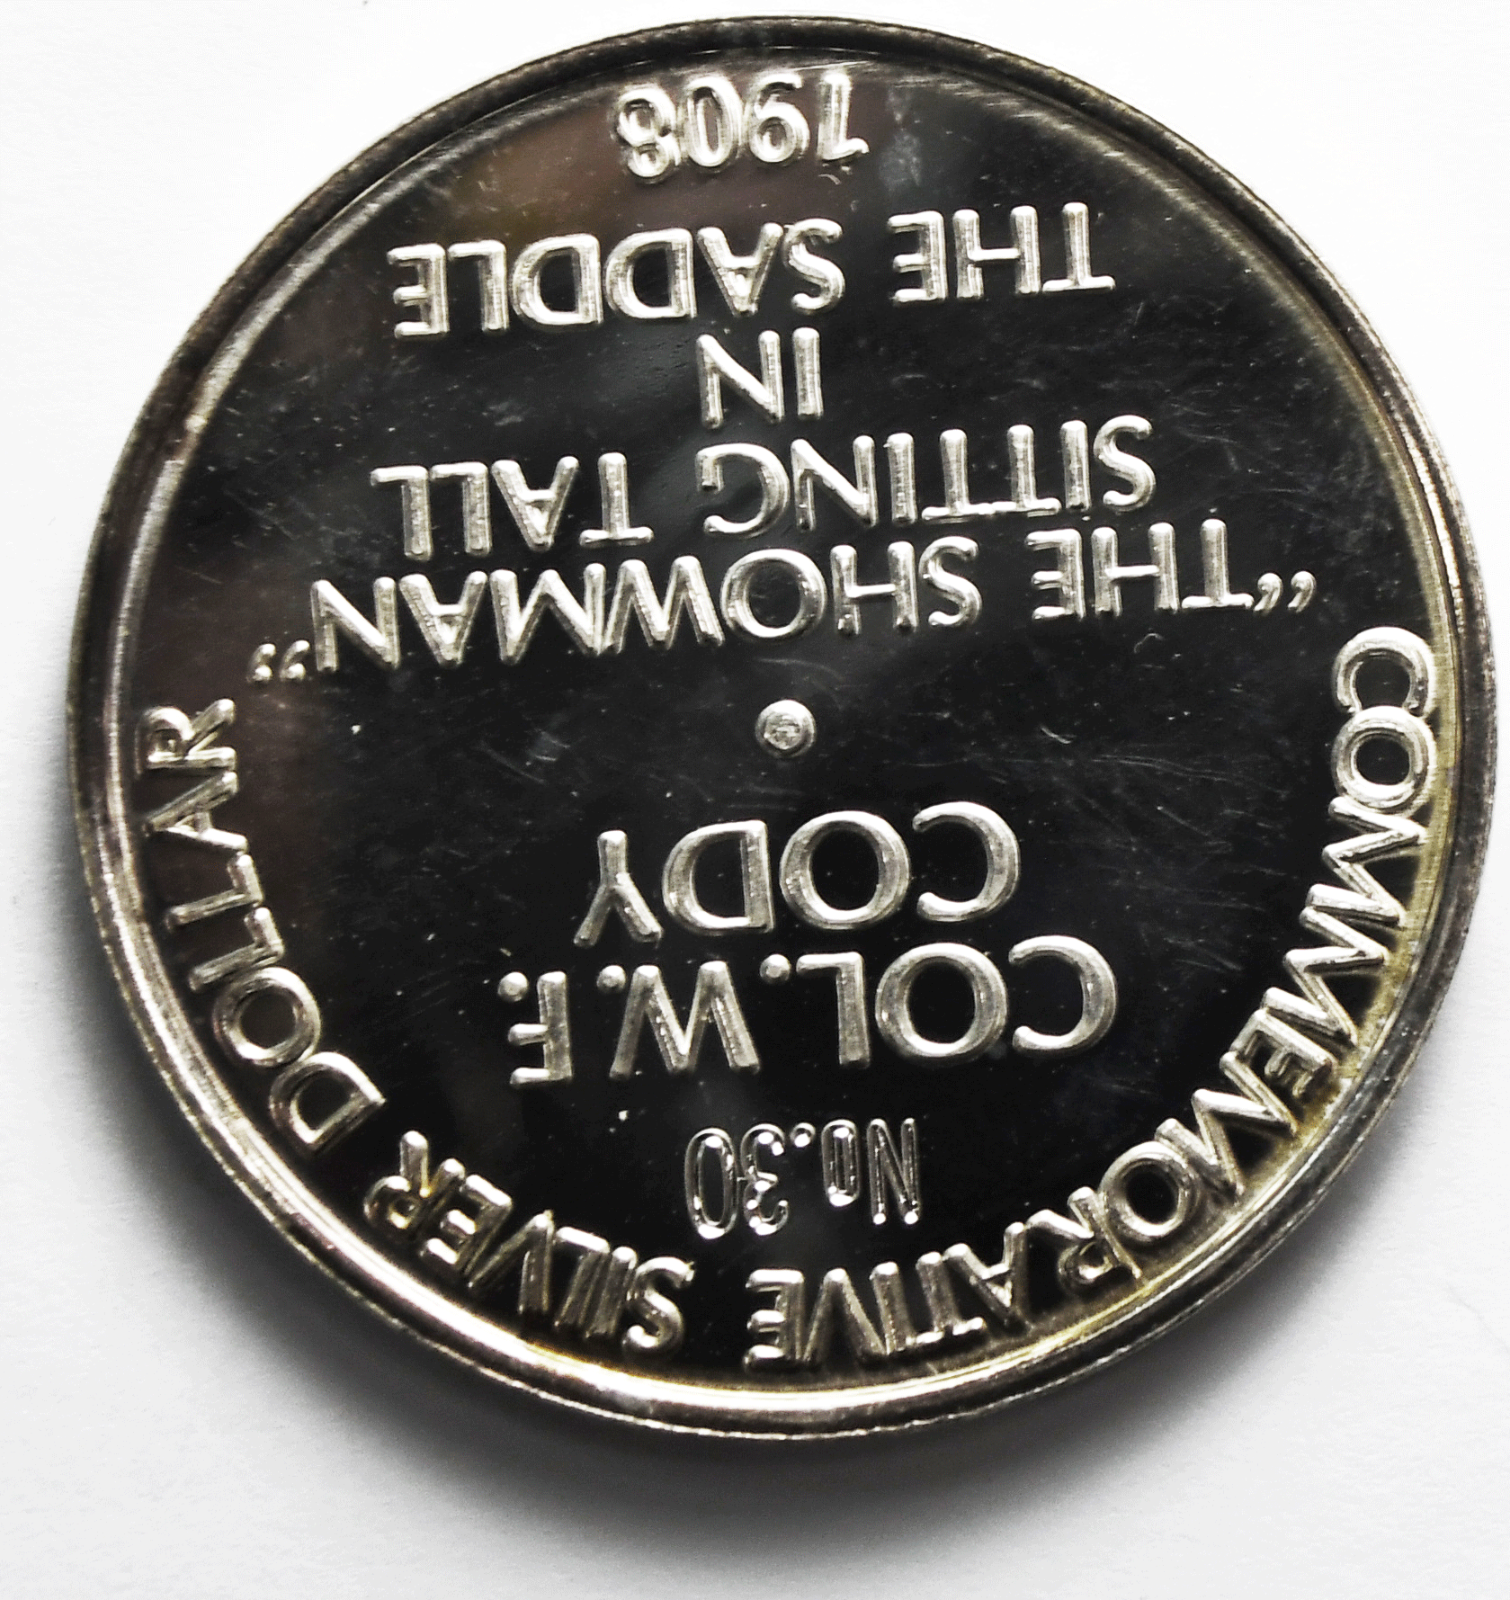 COMMEMORATIVE SILVER DOLLAR
No.30
COL. W. F.
CODY
"THE SHOWMAN"
SITTING TALL
IN
THE SADDLE
1908